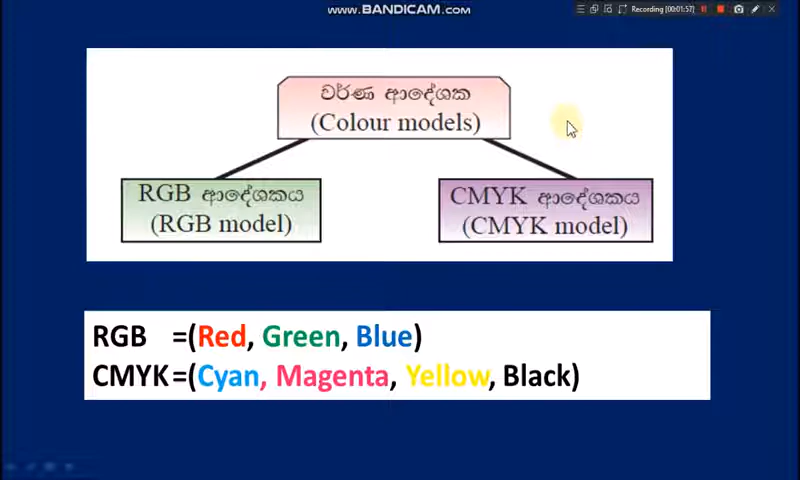 www.BANDICAM.com
Recording [00:01:57]
වර්ණ ආදේශක
(Colour models)
RGB ආදේශකය
(RGB model)
CMYK ආදේශකය
(CMYK model)
RGB =(Red, Green, Blue)
CMYK=(Cyan, Magenta, Yellow, Black)